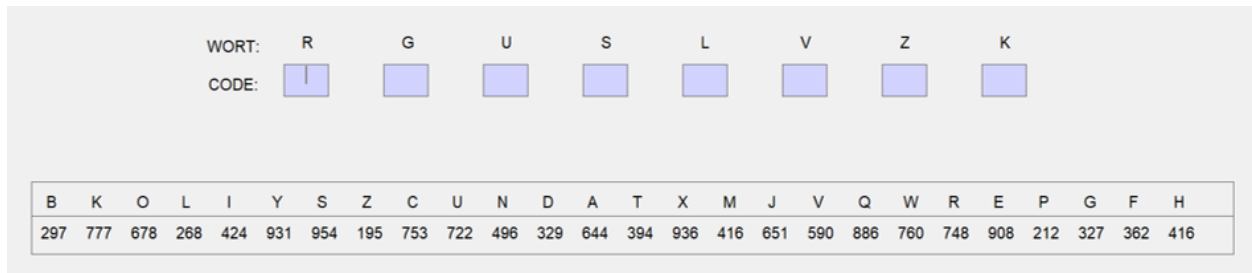 WORT: R G U S L V Z K
CODE:
B K O L I Y S Z C U N D A T X M J V Q W R E P G F H
297 777 678 268 424 931 954 195 753 722 496 329 644 394 936 416 651 590 886 760 748 908 212 327 362 416